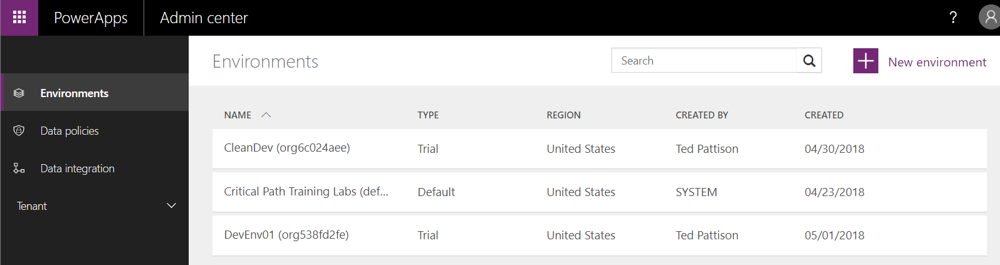 PowerApps Admin center ?
Environments Search New environment
Environments
Data policies
Data integration
Tenant
NAME TYPE REGION CREATED BY CREATED
CleanDev (org6c024aee) Trial United States Ted Pattison 04/30/2018
Critical Path Training Labs (def... Default United States SYSTEM 04/23/2018
DevEnv01 (org538fd2fe) Trial United States Ted Pattison 05/01/2018